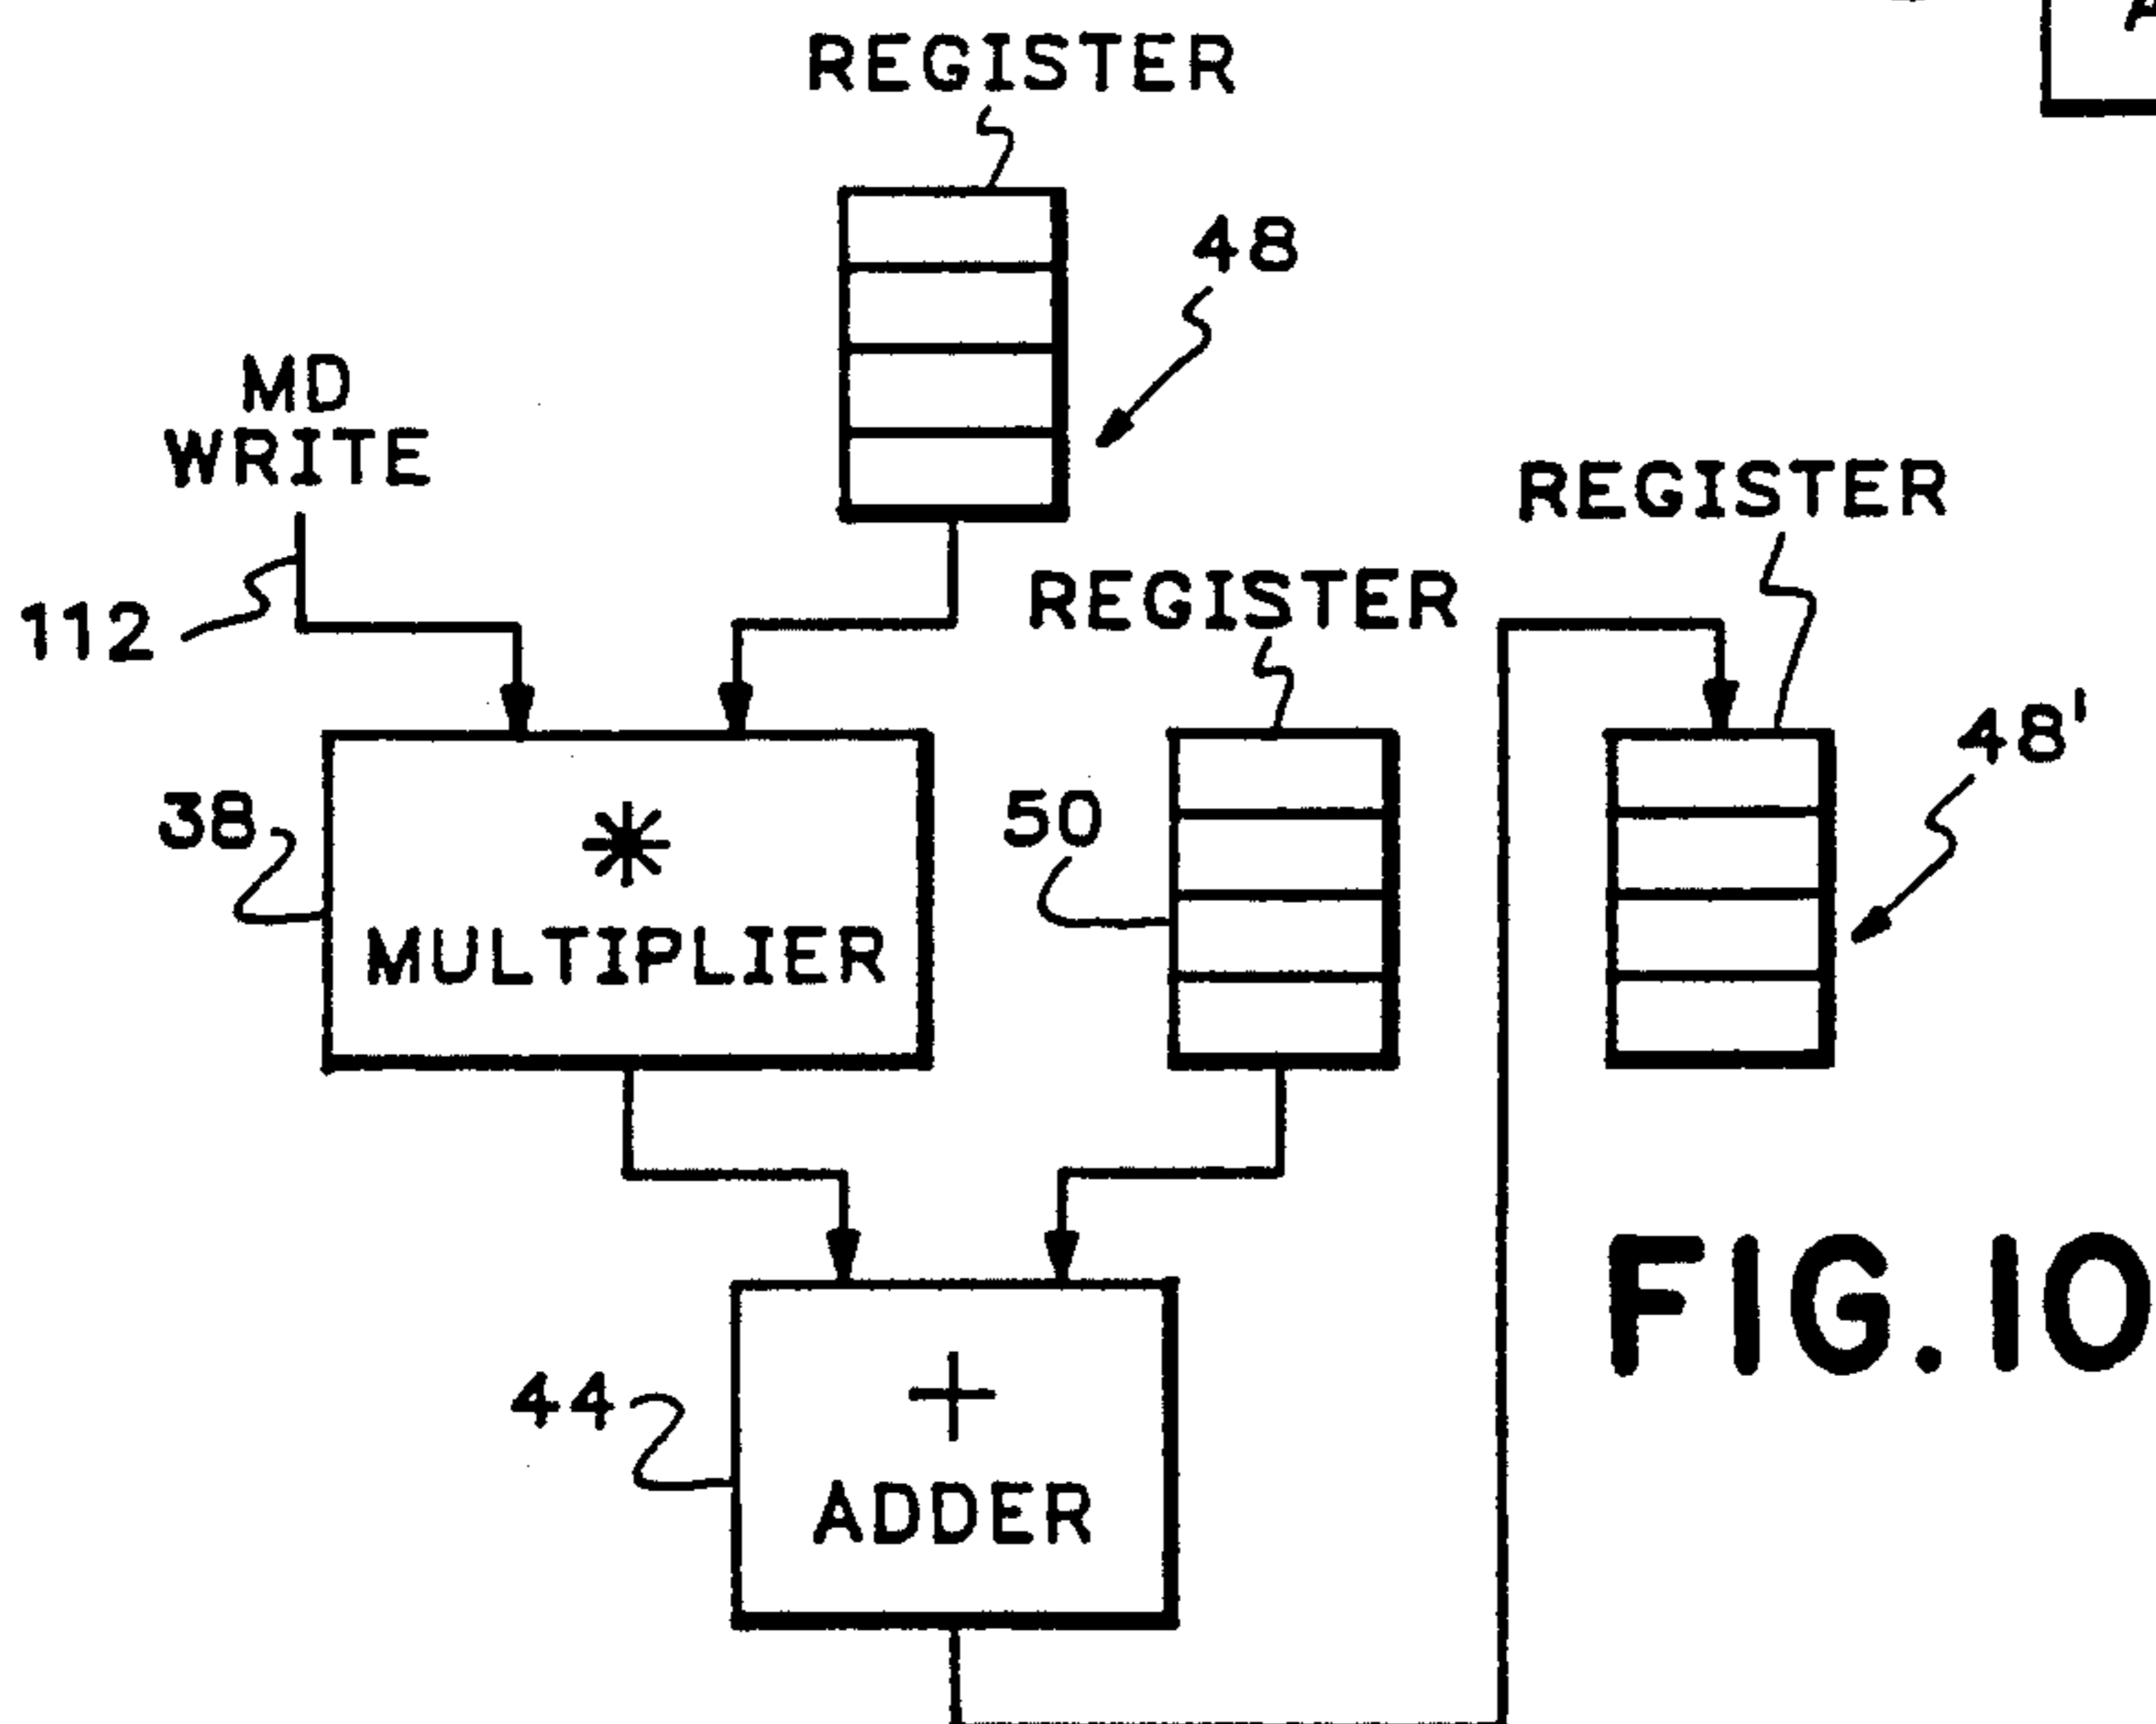 REGISTER
48
MD
WRITE
REGISTER
REGISTER
112
48'
38
*
MULTIPLIER
50
FIG. 10
44
+
ADDER